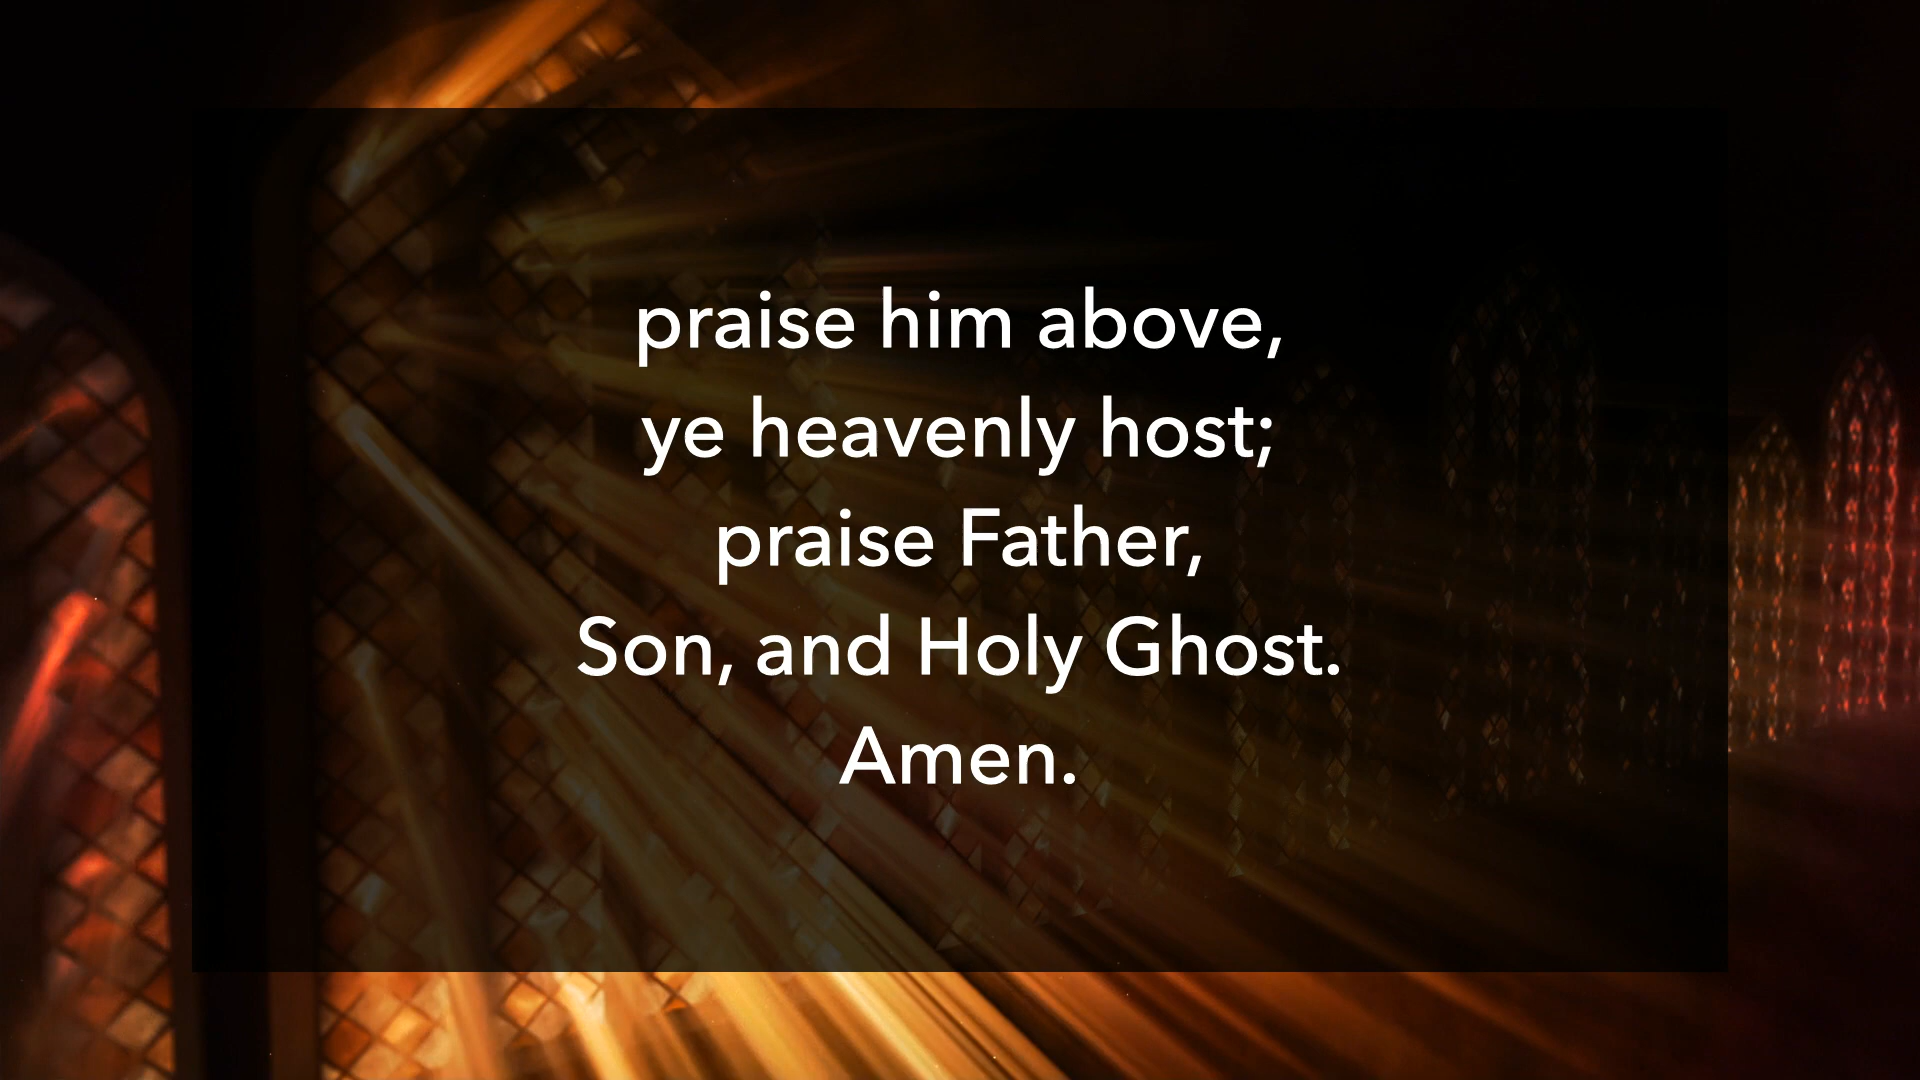 praise him above,
ye heavenly host;
praise Father,
Son, and Holy Ghost.
Amen.